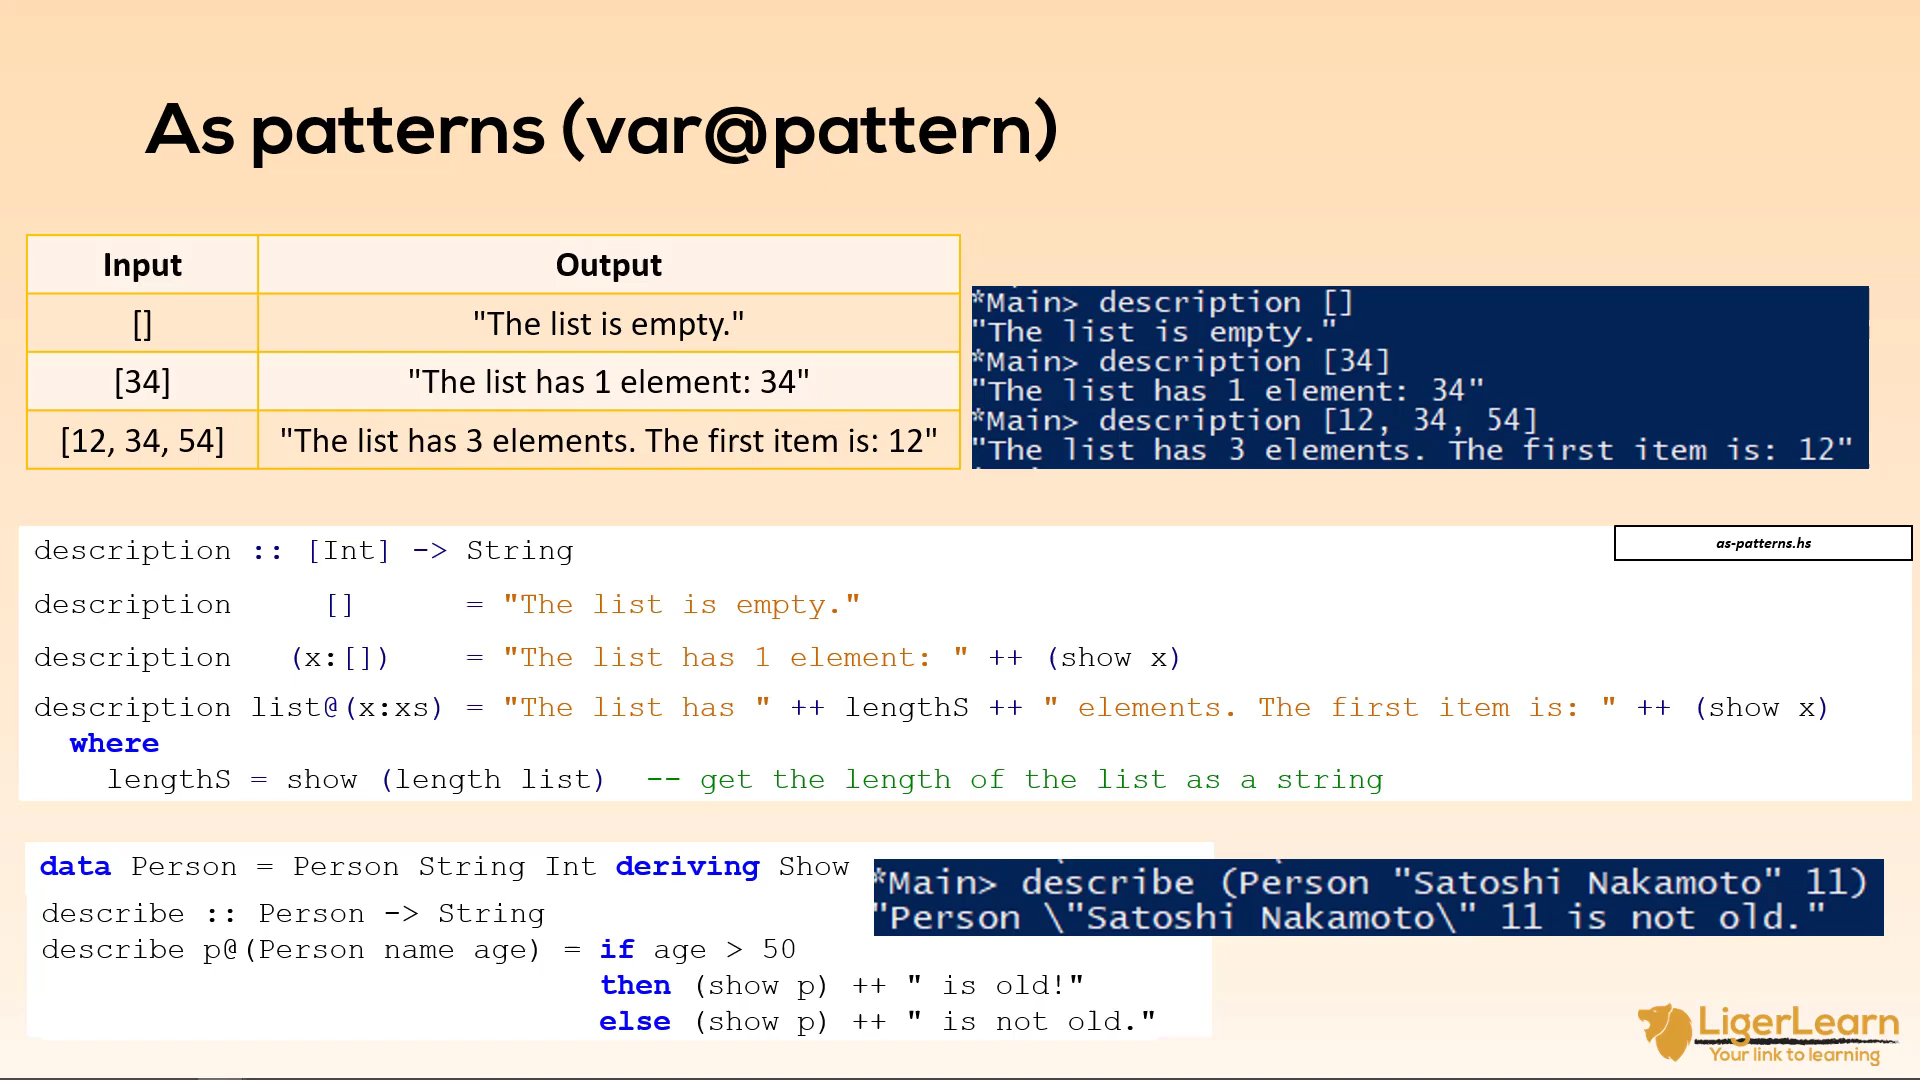 As patterns (var@pattern)
Input Output
[] "The list is empty."
[34] "The list has 1 element: 34"
[12, 34, 54] "The list has 3 elements. The first item is: 12"
*Main> description []
"The list is empty."
*Main> description [34]
"The list has 1 element: 34"
*Main> description [12, 34, 54]
"The list has 3 elements. The first item is: 12"
as-patterns.hs
description :: [Int] -> String
description [] = "The list is empty."
description (x:[]) = "The list has 1 element: " ++ (show x)
description list@(x:xs) = "The list has " ++ lengthS ++ " elements. The first item is: " ++ (show x)
where
lengthS = show (length list) -- get the length of the list as a string
data Person = Person String Int deriving Show
describe :: Person -> String
describe p@(Person name age) = if age > 50
then (show p) ++ " is old!"
else (show p) ++ " is not old."
*Main> describe (Person "Satoshi Nakamoto" 11)
"Person \"Satoshi Nakamoto\" 11 is not old."
LigerLearn
Your link to learning